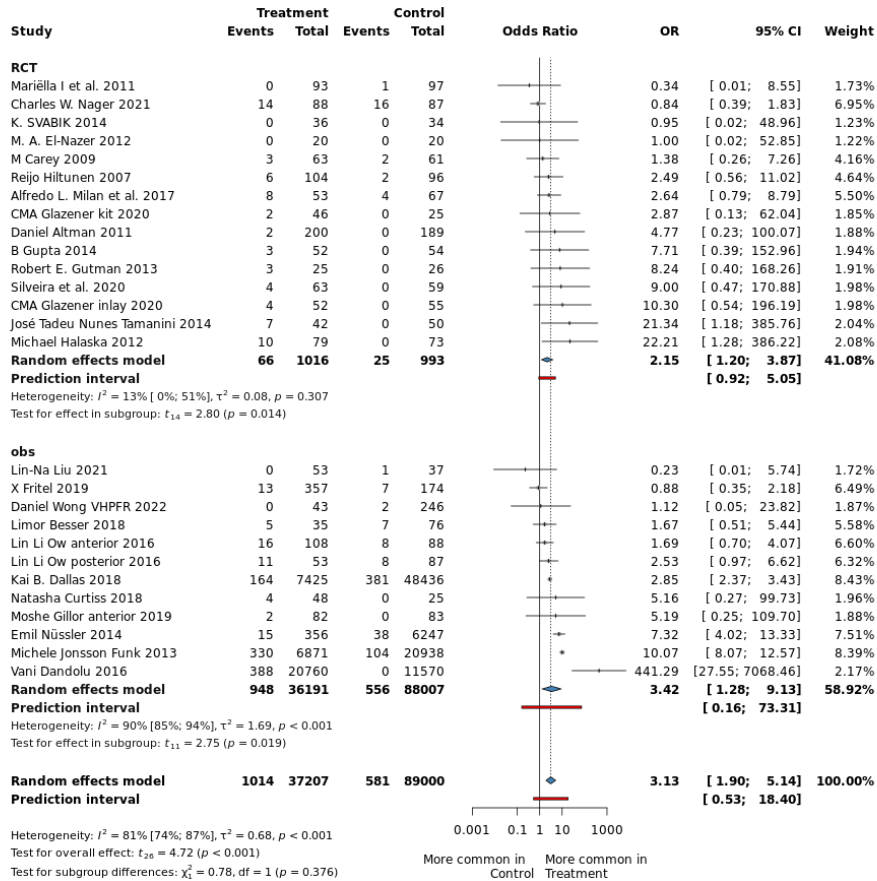 Treatment Control
Study Events Total Events Total Odds Ratio OR 95% CI Weight
RCT
Mariëlla I et al. 2011 0 93 1 97 0.34 [ 0.01; 8.55] 1.73%
Charles W. Nager 2021 14 88 16 87 0.84 [ 0.39; 1.83] 6.95%
K. SVABIK 2014 0 36 0 34 0.95 [ 0.02; 48.96] 1.23%
M. A. El-Nazer 2012 0 20 0 20 1.00 [ 0.02; 52.85] 1.22%
M Carey 2009 3 63 2 61 1.38 [ 0.26; 7.26] 4.16%
Reijo Hiltunen 2007 6 104 2 96 2.49 [ 0.56; 11.02] 4.64%
Alfredo L. Milan et al. 2017 8 53 4 67 2.64 [ 0.79; 8.79] 5.50%
CMA Glazener kit 2020 2 46 0 25 2.87 [ 0.13; 62.04] 1.85%
Daniel Altman 2011 2 200 0 189 4.77 [ 0.23; 100.07] 1.88%
B Gupta 2014 3 52 0 54 7.71 [ 0.39; 152.96] 1.94%
Robert E. Gutman 2013 3 25 0 26 8.24 [ 0.40; 168.26] 1.91%
Silveira et al. 2020 4 63 0 59 9.00 [ 0.47; 170.88] 1.98%
CMA Glazener inlay 2020 4 52 0 55 10.30 [ 0.54; 196.19] 1.98%
José Tadeu Nunes Tamanini 2014 7 42 0 50 21.34 [ 1.18; 385.76] 2.04%
Michael Halaska 2012 10 79 0 73 22.21 [ 1.28; 386.22] 2.08%
Random effects model 66 1016 25 993 2.15 [ 1.20; 3.87] 41.08%
Prediction interval [ 0.92; 5.05]
Heterogeneity: I² = 13% [ 0%; 51%], τ² = 0.08, p = 0.307
Test for effect in subgroup: t₁₄ = 2.80 (p = 0.014)
obs
Lin-Na Liu 2021 0 53 1 37 0.23 [ 0.01; 5.74] 1.72%
X Fritel 2019 13 357 7 174 0.88 [ 0.35; 2.18] 6.49%
Daniel Wong VHPFR 2022 0 43 2 246 1.12 [ 0.05; 23.82] 1.87%
Limor Besser 2018 5 35 7 76 1.67 [ 0.51; 5.44] 5.58%
Lin Li Ow anterior 2016 16 108 8 88 1.69 [ 0.70; 4.07] 6.60%
Lin Li Ow posterior 2016 11 53 8 87 2.53 [ 0.97; 6.62] 6.32%
Kai B. Dallas 2018 164 7425 381 48436 2.85 [ 2.37; 3.43] 8.43%
Natasha Curtiss 2018 4 48 0 25 5.16 [ 0.27; 99.73] 1.96%
Moshe Gillor anterior 2019 2 82 0 83 5.19 [ 0.25; 109.70] 1.88%
Emil Nüssler 2014 15 356 38 6247 7.32 [ 4.02; 13.33] 7.51%
Michele Jonsson Funk 2013 330 6871 104 20938 10.07 [ 8.07; 12.57] 8.39%
Vani Dandolu 2016 388 20760 0 11570 441.29 [27.55; 7068.46] 2.17%
Random effects model 948 36191 556 88007 3.42 [ 1.28; 9.13] 58.92%
Prediction interval [ 0.16; 73.31]
Heterogeneity: I² = 90% [85%; 94%], τ² = 1.69, p < 0.001
Test for effect in subgroup: t₁₁ = 2.75 (p = 0.019)
Random effects model 1014 37207 581 89000 3.13 [ 1.90; 5.14] 100.00%
Prediction interval [ 0.53; 18.40]
0.001 0.1 1 10 1000
Heterogeneity: I² = 81% [74%; 87%], τ² = 0.68, p < 0.001
Test for overall effect: t₂₆ = 4.72 (p < 0.001)
Test for subgroup differences: χ²₁ = 0.78, df = 1 (p = 0.376)
More common in More common in
Control Treatment